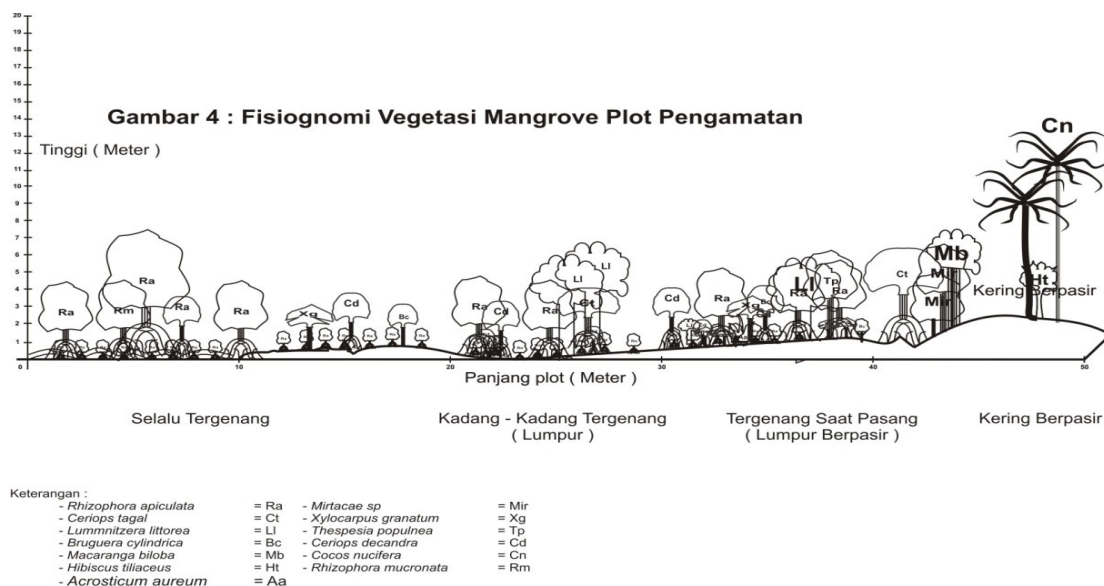 20
19
18
17
16
15
14
13
12
11
10
9
8
7
6
5
4
3
2
1
Gambar 4 : Fisiognomi Vegetasi Mangrove Plot Pengamatan
Tinggi ( Meter )
Cn
Ra
Rm
Ra
Ra
Ra
Xg
Cd
Bc
Ra
Cd
Ra
Ll
Ll
Ct
Cd
Ra
Xg
Bc
Ra
Ll
Tp
Ra
Ct
Mb
Mir
Ht
Kering Berpasir
0 10 20 30 40 50
Panjang plot ( Meter )
Selalu Tergenang
Kadang - Kadang Tergenang
( Lumpur )
Tergenang Saat Pasang
( Lumpur Berpasir )
Kering Berpasir
Keterangan :
- Rhizophora apiculata = Ra - Mirtacae sp = Mir
- Ceriops tagal = Ct - Xylocarpus granatum = Xg
- Lummnitzera littorea = Ll - Thespesia populnea = Tp
- Bruguera cylindrica = Bc - Ceriops decandra = Cd
- Macaranga biloba = Mb - Cocos nucifera = Cn
- Hibiscus tiliaceus = Ht - Rhizophora mucronata = Rm
- Acrosticum aureum = Aa